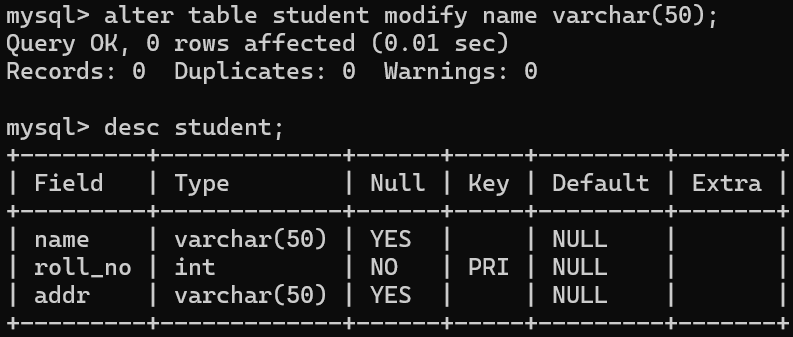 mysql> alter table student modify name varchar(50);
Query OK, 0 rows affected (0.01 sec)
Records: 0  Duplicates: 0  Warnings: 0
mysql> desc student;
+---------+-------------+------+-----+---------+-------+
| Field   | Type        | Null | Key | Default | Extra |
+---------+-------------+------+-----+---------+-------+
| name    | varchar(50) | YES  |     | NULL    |       |
| roll_no | int         | NO   | PRI | NULL    |       |
| addr    | varchar(50) | YES  |     | NULL    |       |
+---------+-------------+------+-----+---------+-------+